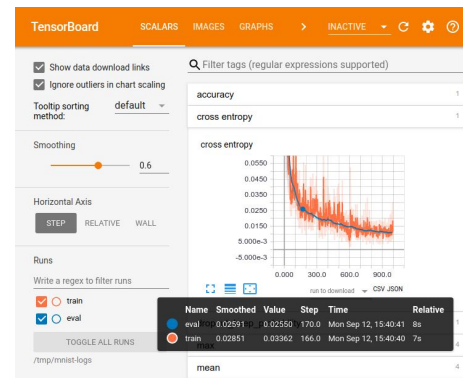 TensorBoard SCALARS IMAGES GRAPHS INACTIVE
Show data download links
Ignore outliers in chart scaling
Tooltip sorting method: default
Smoothing
0.6
Horizontal Axis
STEP RELATIVE WALL
Runs
Write a regex to filter runs
train
eval
TOGGLE ALL RUNS
/tmp/mnist-logs
Filter tags (regular expressions supported)
accuracy 1
cross entropy 1
cross entropy
0.0550
0.0450
0.0350
0.0250
0.0150
5.000e-3
-5.000e-3
0.000 300.0 600.0 900.0
run to download CSV JSON
Name Smoothed Value Step Time Relative
eval 0.02591 0.02550 170.0 Mon Sep 12, 15:40:41 8s
train 0.02851 0.03362 166.0 Mon Sep 12, 15:40:40 7s
1
max 4
mean 4